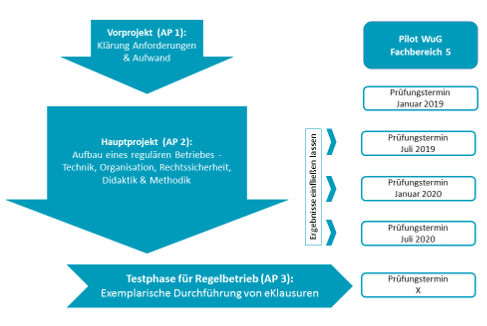 Vorprojekt (AP 1):
Klärung Anforderungen
& Aufwand
Hauptprojekt (AP 2):
Aufbau eines regulären Betriebes -
Technik, Organisation, Rechtssicherheit,
Didaktik & Methodik
Testphase für Regelbetrieb (AP 3):
Exemplarische Durchführung von eKlausuren
Ergebnisse einfließen lassen
Pilot WuG
Fachbereich 5
Prüfungstermin
Januar 2019
Prüfungstermin
Juli 2019
Prüfungstermin
Januar 2020
Prüfungstermin
Juli 2020
Prüfungstermin
X